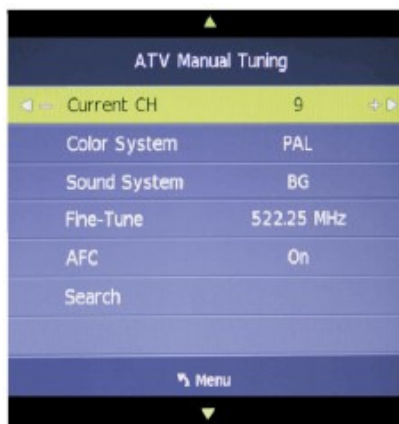 ATV Manual Tuning
Current CH 9
Color System PAL
Sound System BG
Fine-Tune 522.25 MHz
AFC On
Search
Menu